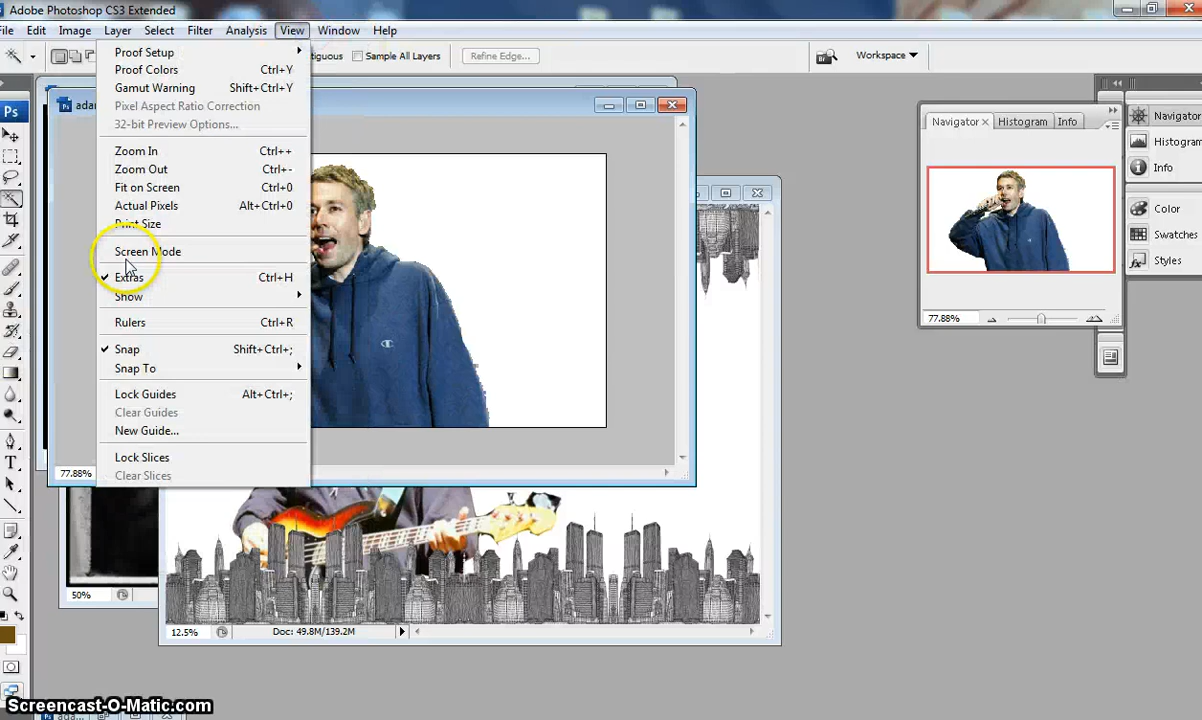 Adobe Photoshop CS3 Extended
File Edit Image Layer Select Filter Analysis View Window Help
Contiguous Sample All Layers Refine Edge... Workspace
Ps
Proof Setup
Proof Colors Ctrl+Y
Gamut Warning Shift+Ctrl+Y
Pixel Aspect Ratio Correction
32-bit Preview Options...
Zoom In Ctrl++
Zoom Out Ctrl+-
Fit on Screen Ctrl+0
Actual Pixels Alt+Ctrl+0
Print Size
Screen Mode
Extras Ctrl+H
Show
Rulers Ctrl+R
Snap Shift+Ctrl+;
Snap To
Lock Guides Alt+Ctrl+;
Clear Guides
New Guide...
Lock Slices
Clear Slices
77.88%
50%
12.5% Doc: 49.8M/139.2M
Navigator Histogram Info
77.88%
Navigator
Histogram
Info
Color
Swatches
Styles
Screencast-O-Matic.com